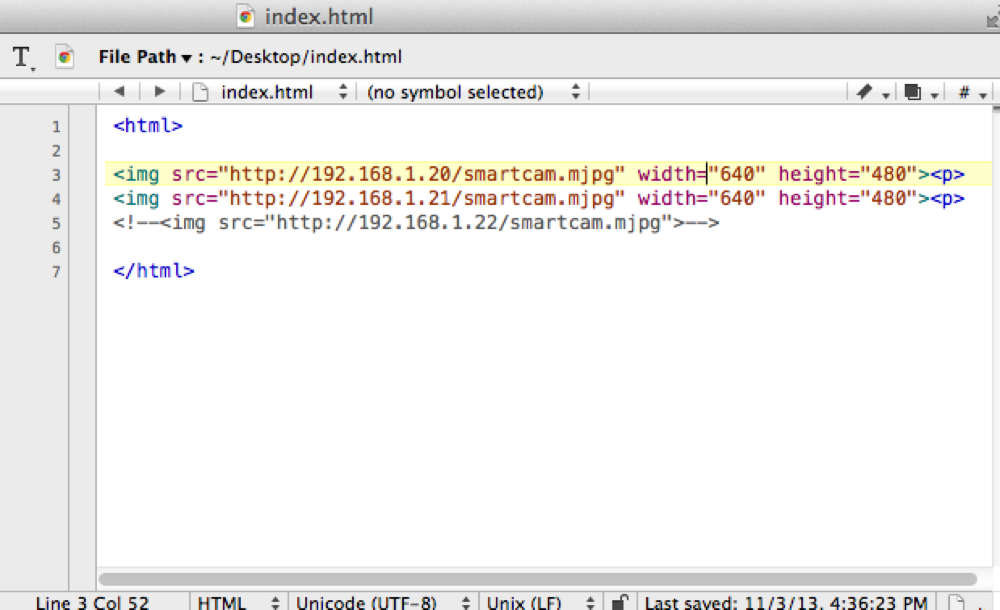 index.html
T File Path ▾ : ~/Desktop/index.html
index.html (no symbol selected) #
1 <html>
2
3 <img src="http://192.168.1.20/smartcam.mjpg" width="640" height="480"><p>
4 <img src="http://192.168.1.21/smartcam.mjpg" width="640" height="480"><p>
5 <!--<img src="http://192.168.1.22/smartcam.mjpg">-->
6
7 </html>
Line 3 Col 52 HTML Unicode (UTF-8) Unix (LF) Last saved: 11/3/13, 4:36:23 PM